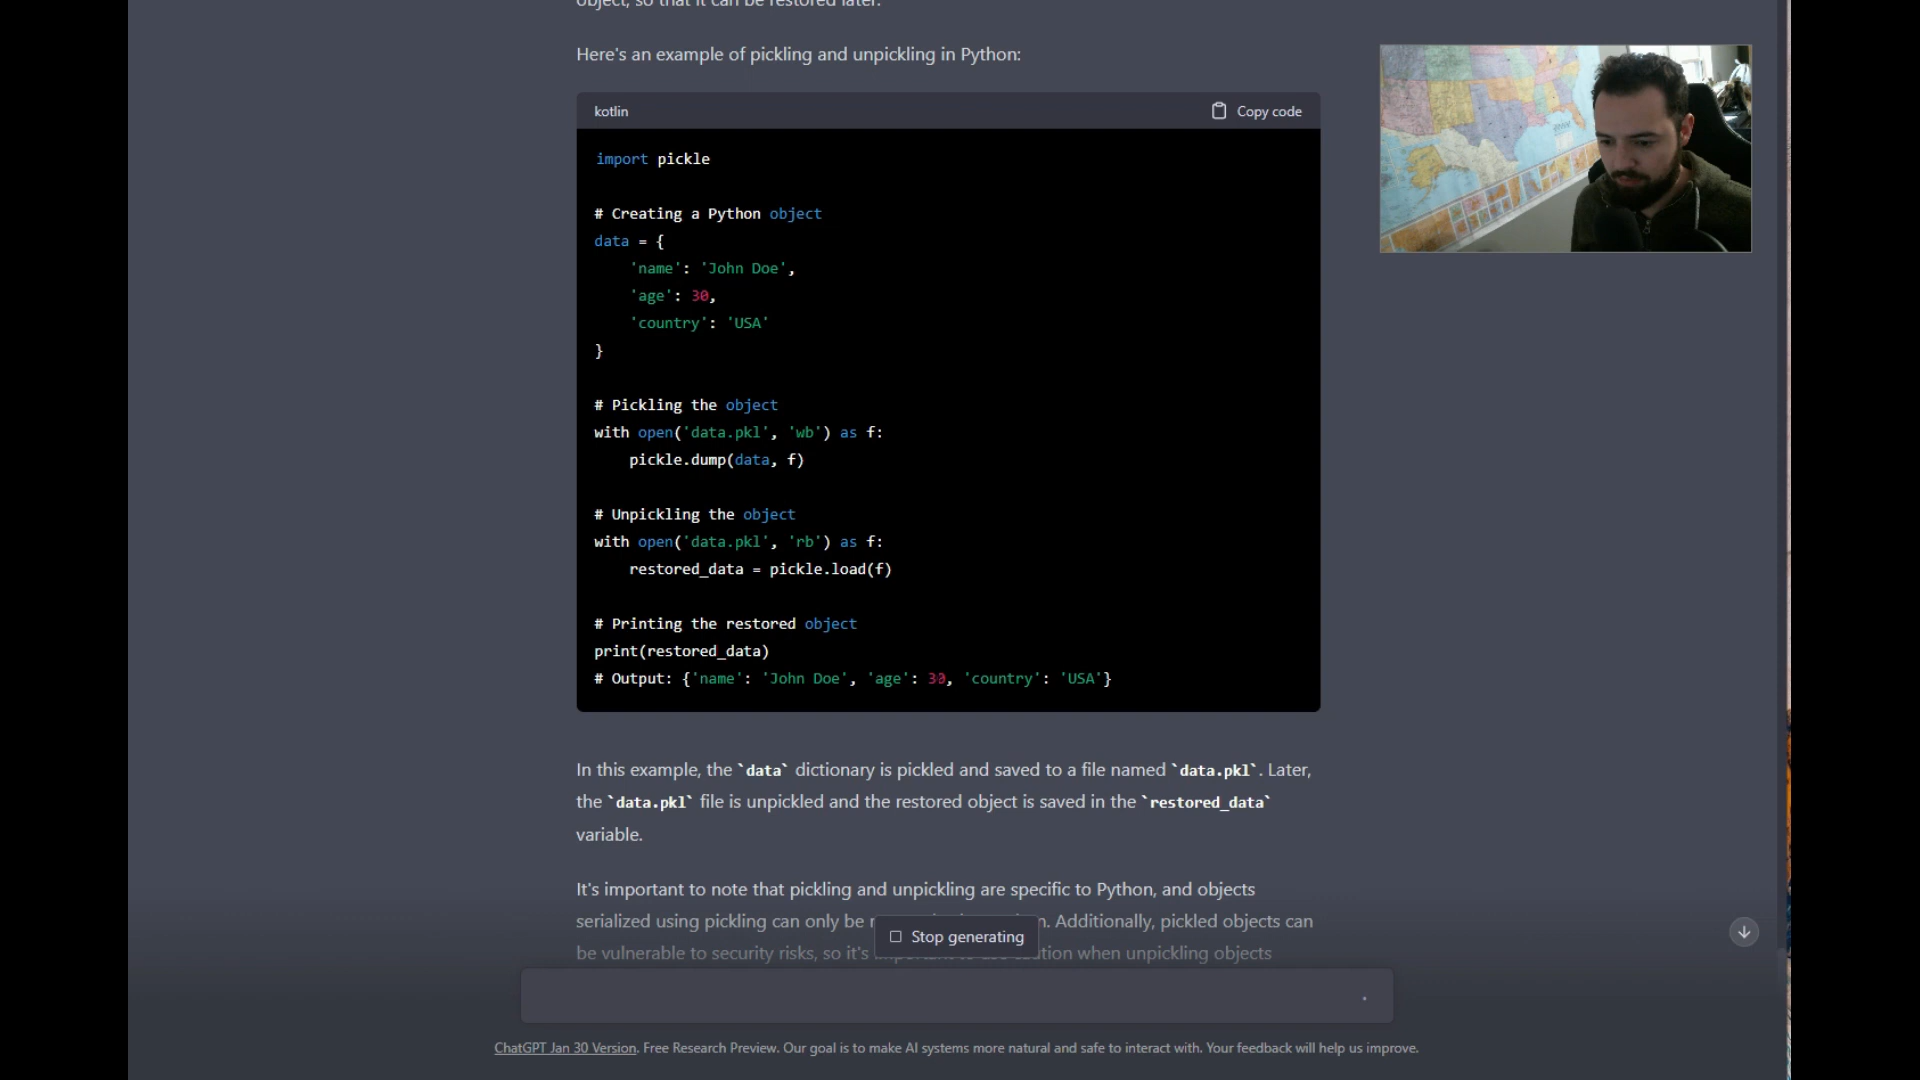 object, so that it can be restored later.
Here's an example of pickling and unpickling in Python:
kotlin
Copy code
import pickle
# Creating a Python object
data = {
    'name': 'John Doe',
    'age': 30,
    'country': 'USA'
}
# Pickling the object
with open('data.pkl', 'wb') as f:
    pickle.dump(data, f)
# Unpickling the object
with open('data.pkl', 'rb') as f:
    restored_data = pickle.load(f)
# Printing the restored object
print(restored_data)
# Output: {'name': 'John Doe', 'age': 30, 'country': 'USA'}
In this example, the `data` dictionary is pickled and saved to a file named `data.pkl`. Later,
the `data.pkl` file is unpickled and the restored object is saved in the `restored_data`
variable.
It's important to note that pickling and unpickling are specific to Python, and objects
serialized using pickling can only be Additionally, pickled objects can
Stop generating
be vulnerable to security risks, so it's when unpickling objects
ChatGPT Jan 30 Version. Free Research Preview. Our goal is to make AI systems more natural and safe to interact with. Your feedback will help us improve.